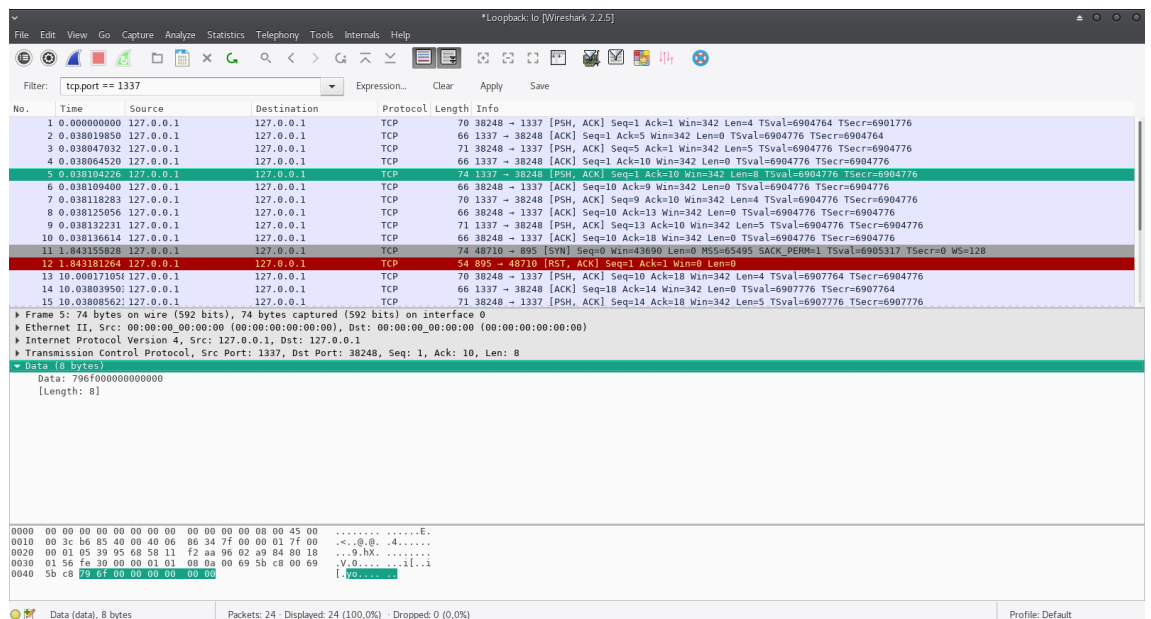 *Loopback: lo [Wireshark 2.2.5]
File Edit View Go Capture Analyze Statistics Telephony Tools Internals Help
Filter: tcp.port == 1337 Expression... Clear Apply Save
No. Time Source Destination Protocol Length Info
1 0.000000000 127.0.0.1 127.0.0.1 TCP 70 38248 → 1337 [PSH, ACK] Seq=1 Ack=1 Win=342 Len=4 TSval=6904764 TSecr=6901776
2 0.038019850 127.0.0.1 127.0.0.1 TCP 66 1337 → 38248 [ACK] Seq=1 Ack=5 Win=342 Len=0 TSval=6904776 TSecr=6904764
3 0.038047032 127.0.0.1 127.0.0.1 TCP 71 38248 → 1337 [PSH, ACK] Seq=5 Ack=1 Win=342 Len=5 TSval=6904776 TSecr=6904776
4 0.038064520 127.0.0.1 127.0.0.1 TCP 66 1337 → 38248 [ACK] Seq=1 Ack=10 Win=342 Len=0 TSval=6904776 TSecr=6904776
5 0.038104226 127.0.0.1 127.0.0.1 TCP 74 1337 → 38248 [PSH, ACK] Seq=1 Ack=10 Win=342 Len=8 TSval=6904776 TSecr=6904776
6 0.038109400 127.0.0.1 127.0.0.1 TCP 66 38248 → 1337 [ACK] Seq=10 Ack=9 Win=342 Len=0 TSval=6904776 TSecr=6904776
7 0.038118283 127.0.0.1 127.0.0.1 TCP 70 1337 → 38248 [PSH, ACK] Seq=9 Ack=10 Win=342 Len=4 TSval=6904776 TSecr=6904776
8 0.038125056 127.0.0.1 127.0.0.1 TCP 66 38248 → 1337 [ACK] Seq=10 Ack=13 Win=342 Len=0 TSval=6904776 TSecr=6904776
9 0.038132231 127.0.0.1 127.0.0.1 TCP 71 1337 → 38248 [PSH, ACK] Seq=13 Ack=10 Win=342 Len=5 TSval=6904776 TSecr=6904776
10 0.038136614 127.0.0.1 127.0.0.1 TCP 66 38248 → 1337 [ACK] Seq=10 Ack=18 Win=342 Len=0 TSval=6904776 TSecr=6904776
11 1.843155828 127.0.0.1 127.0.0.1 TCP 74 48710 → 895 [SYN] Seq=0 Win=43690 Len=0 MSS=65495 SACK_PERM=1 TSval=6905317 TSecr=0 WS=128
12 1.843181264 127.0.0.1 127.0.0.1 TCP 54 895 → 48710 [RST, ACK] Seq=1 Ack=1 Win=0 Len=0
13 10.000171058 127.0.0.1 127.0.0.1 TCP 70 38248 → 1337 [PSH, ACK] Seq=10 Ack=18 Win=342 Len=4 TSval=6907764 TSecr=6904776
14 10.03803950 127.0.0.1 127.0.0.1 TCP 66 1337 → 38248 [ACK] Seq=18 Ack=14 Win=342 Len=0 TSval=6907776 TSecr=6907764
15 10.03808562 127.0.0.1 127.0.0.1 TCP 71 38248 → 1337 [PSH, ACK] Seq=14 Ack=18 Win=342 Len=5 TSval=6907776 TSecr=6907776
Frame 5: 74 bytes on wire (592 bits), 74 bytes captured (592 bits) on interface 0
Ethernet II, Src: 00:00:00_00:00:00 (00:00:00:00:00:00), Dst: 00:00:00_00:00:00 (00:00:00:00:00:00)
Internet Protocol Version 4, Src: 127.0.0.1, Dst: 127.0.0.1
Transmission Control Protocol, Src Port: 1337, Dst Port: 38248, Seq: 1, Ack: 10, Len: 8
Data (8 bytes)
Data: 796f000000000000
[Length: 8]
0000 00 00 00 00 00 00 00 00 00 00 00 00 08 00 45 00 ........ ......E.
0010 00 3c b6 85 40 00 40 06 86 34 7f 00 00 01 7f 00 .<..@.@. .4......
0020 00 01 05 39 95 68 58 11 f2 aa 96 02 a9 84 80 18 ...9.hX. ........
0030 01 56 fe 30 00 00 01 01 08 0a 00 69 5b c8 00 69 .V.0.... ...i[..i
0040 5b c8 79 6f 00 00 00 00 00 00 [.yo.... ..
Data (data), 8 bytes Packets: 24 · Displayed: 24 (100,0%) · Dropped: 0 (0,0%) Profile: Default